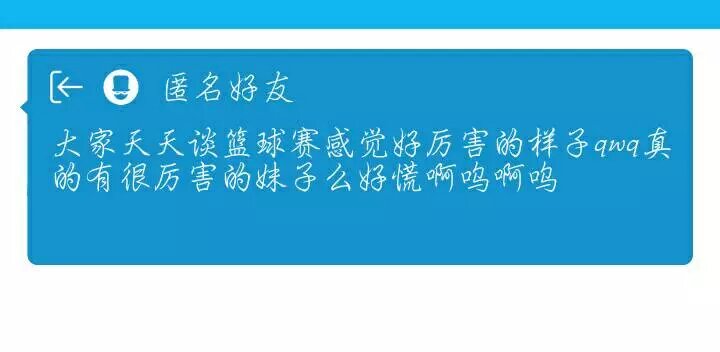 匿名好友
大家天天谈篮球赛感觉好厉害的样子qwq真
的有很厉害的妹子么好慌啊呜啊呜